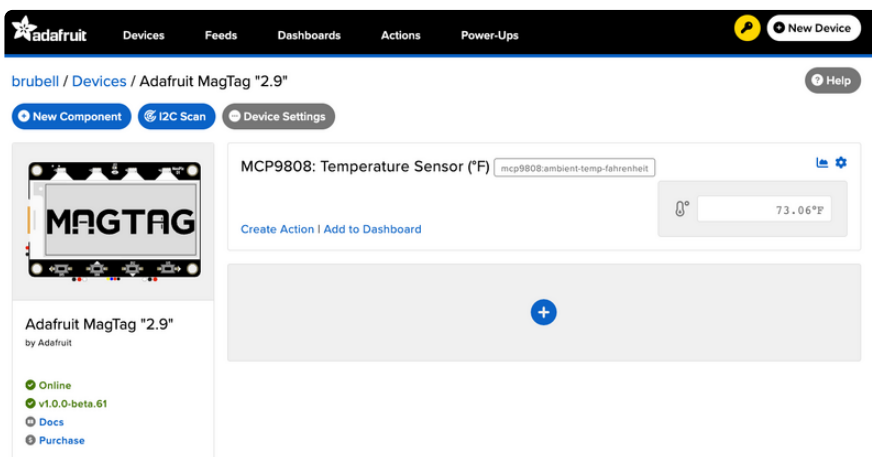 adafruit Devices Feeds Dashboards Actions Power-Ups New Device
brubell / Devices / Adafruit MagTag "2.9" Help
New Component I2C Scan Device Settings
MCP9808: Temperature Sensor (°F) mcp9808:ambient-temp-fahrenheit
73.06°F
Create Action | Add to Dashboard
MAGTAG
Adafruit MagTag "2.9"
by Adafruit
Online
v1.0.0-beta.61
Docs
Purchase